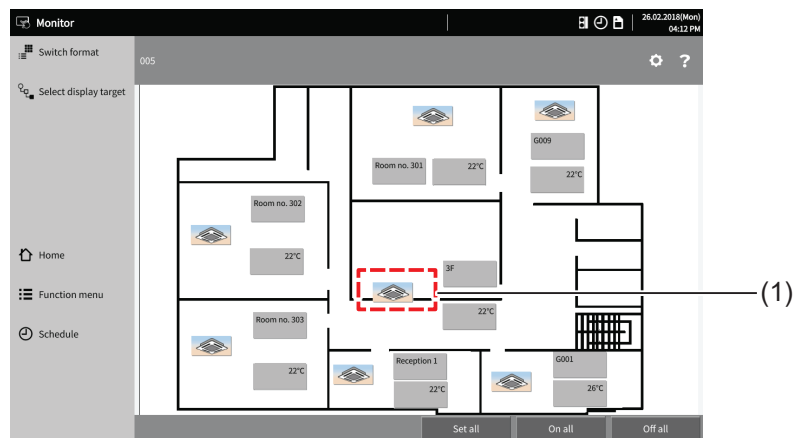 Monitor
26.02.2018(Mon)
04:12 PM
Switch format
005
?
Select display target
G009
Room no. 301
22°C
22°C
Room no. 302
22°C
Home
3F
Function menu
(1)
22°C
Room no. 303
Schedule
Reception 1
G001
22°C
22°C
26°C
Set all
On all
Off all